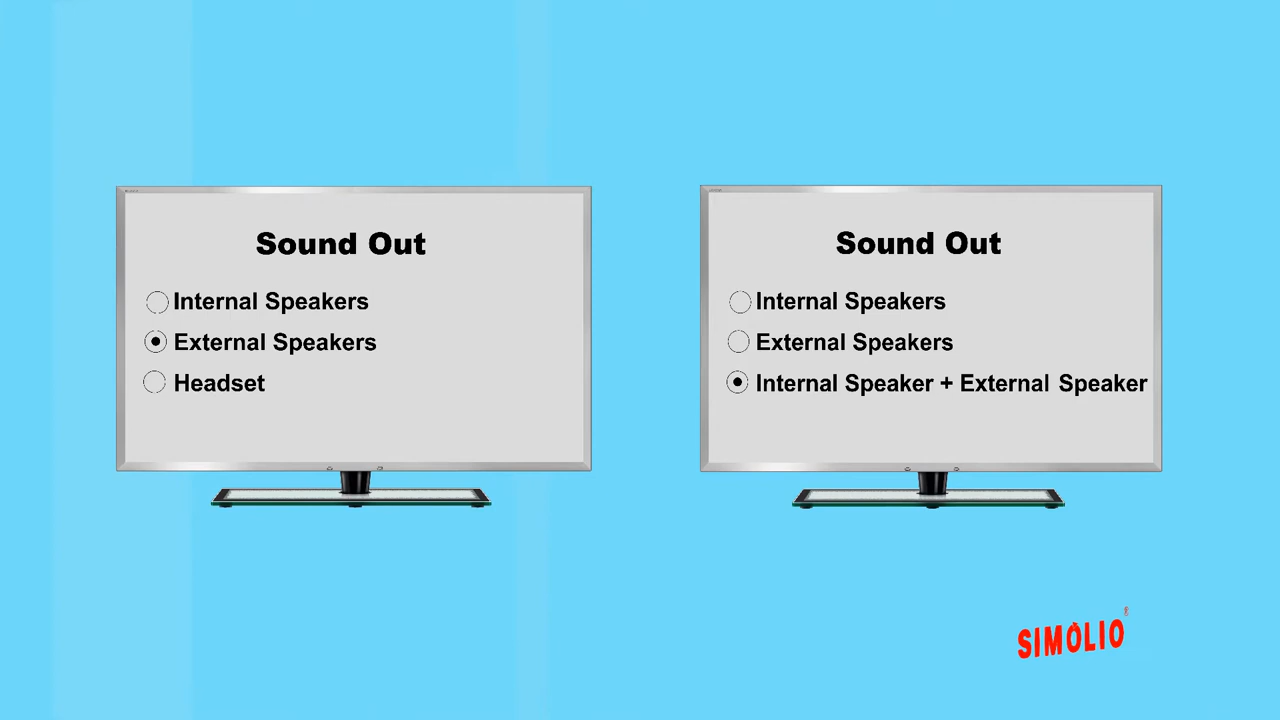 Sound Out
Internal Speakers
External Speakers
Headset
Sound Out
Internal Speakers
External Speakers
Internal Speaker + External Speaker
SIMOLIO®